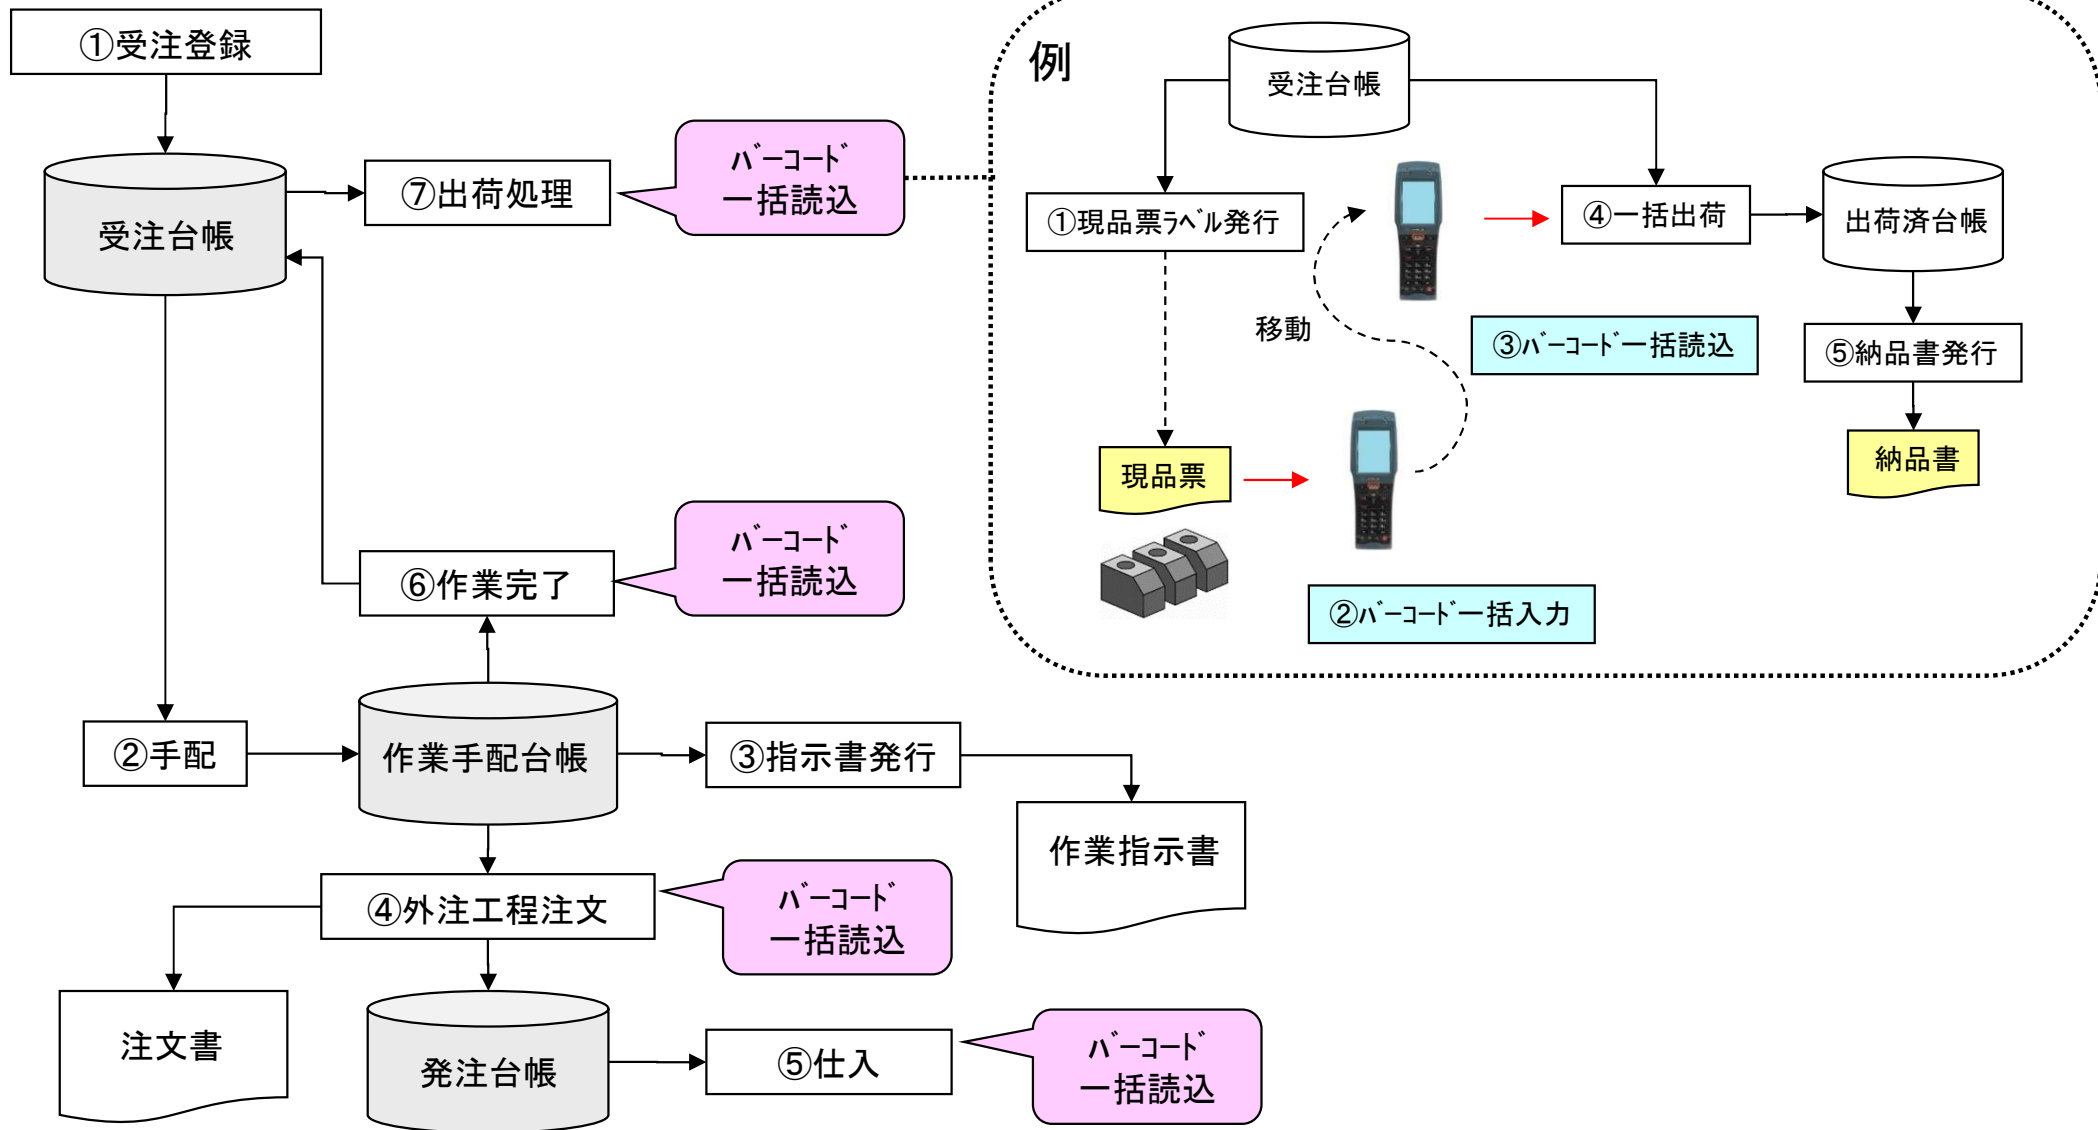 ①受注登録
受注台帳
⑦出荷処理
ﾊﾞｰｺｰﾄﾞ
一括読込
⑥作業完了
ﾊﾞｰｺｰﾄﾞ
一括読込
②手配
作業手配台帳
③指示書発行
作業指示書
④外注工程注文
ﾊﾞｰｺｰﾄﾞ
一括読込
注文書
発注台帳
⑤仕入
ﾊﾞｰｺｰﾄﾞ
一括読込
例
受注台帳
①現品票ﾗﾍﾞﾙ発行
④一括出荷
出荷済台帳
移動
③ﾊﾞｰｺｰﾄﾞ一括読込
⑤納品書発行
現品票
納品書
②ﾊﾞｰｺｰﾄﾞ一括入力